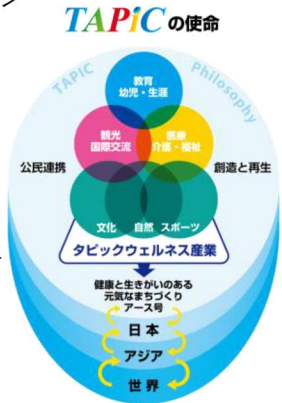 TAPiCの使命
TAPIC
Philosophy
教育
幼児・生涯
観光
国際交流
医療
介護・福祉
公民連携
創造と再生
文化 自然 スポーツ
タピックウェルネス産業
健康と生きがいのある
元気なまちづくり
アース号
日本
アジア
世界